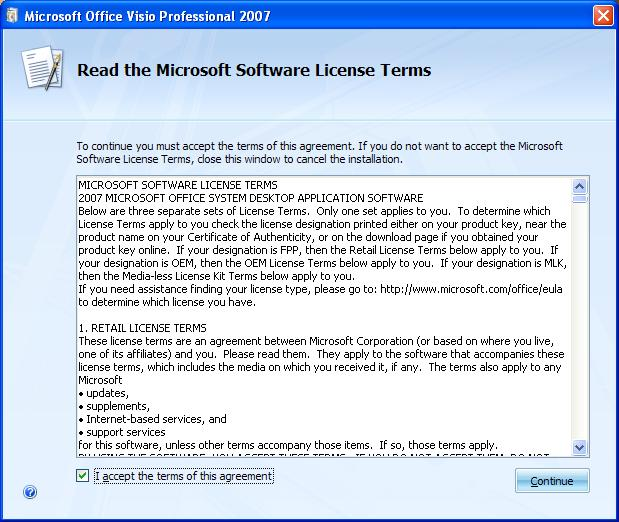 Microsoft Office Visio Professional 2007
Read the Microsoft Software License Terms
To continue you must accept the terms of this agreement. If you do not want to accept the Microsoft
Software License Terms, close this window to cancel the installation.
MICROSOFT SOFTWARE LICENSE TERMS
2007 MICROSOFT OFFICE SYSTEM DESKTOP APPLICATION SOFTWARE
Below are three separate sets of License Terms.  Only one set applies to you.  To determine which
License Terms apply to you check the license designation printed either on your product key, near the
product name on your Certificate of Authenticity, or on the download page if you obtained your
product key online.  If your designation is FPP, then the Retail License Terms below apply to you.  If
your designation is OEM, then the OEM License Terms below apply to you.  If your designation is MLK,
then the Media-less License Kit Terms below apply to you.
If you need assistance finding your license type, please go to: http://www.microsoft.com/office/eula
to determine which license you have.
1. RETAIL LICENSE TERMS
These license terms are an agreement between Microsoft Corporation (or based on where you live,
one of its affiliates) and you.  Please read them.  They apply to the software that accompanies these
license terms, which includes the media on which you received it, if any.  The terms also apply to any
Microsoft
• updates,
• supplements,
• Internet-based services, and
• support services
for this software, unless other terms accompany those items.  If so, those terms apply.
I accept the terms of this agreement
Continue